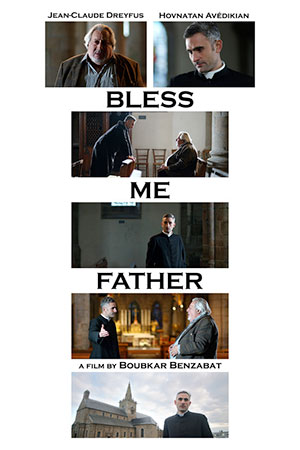 JEAN-CLAUDE DREYFUS HOVNATAN AVÉDIKIAN
BLESS
ME
FATHER
A FILM BY BOUBKAR BENZABAT